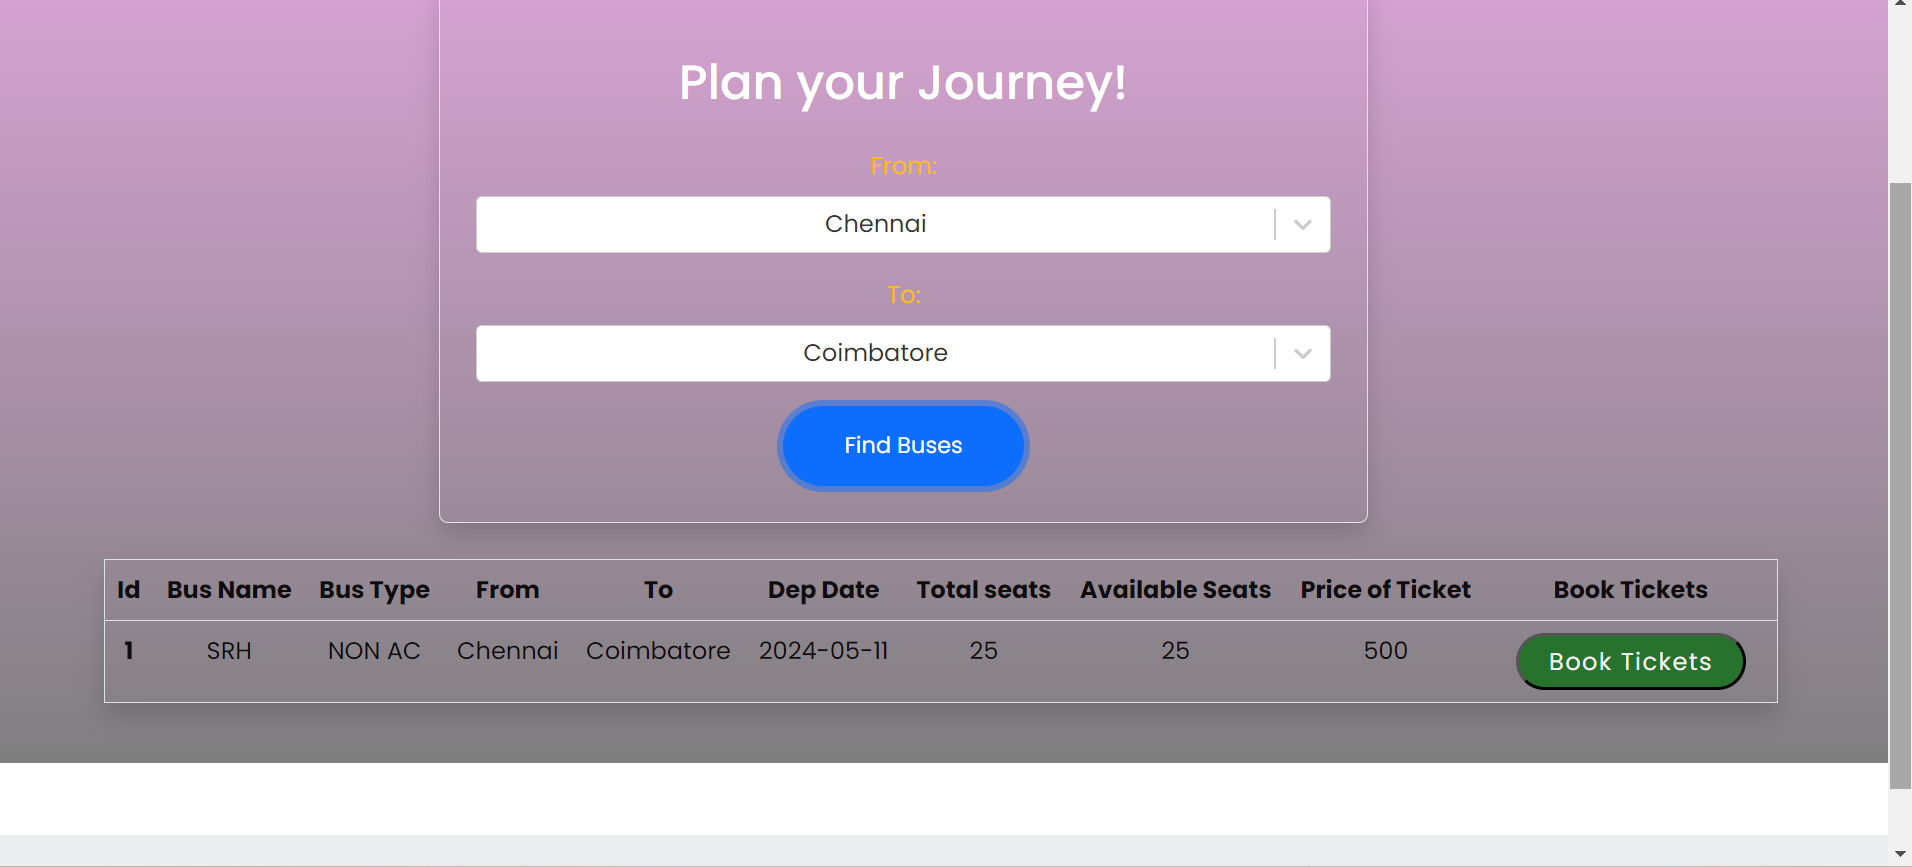 Plan your Journey!
From:
Chennai
To:
Coimbatore
Find Buses
Id Bus Name Bus Type From To Dep Date Total seats Available Seats Price of Ticket Book Tickets
1 SRH NON AC Chennai Coimbatore 2024-05-11 25 25 500 Book Tickets